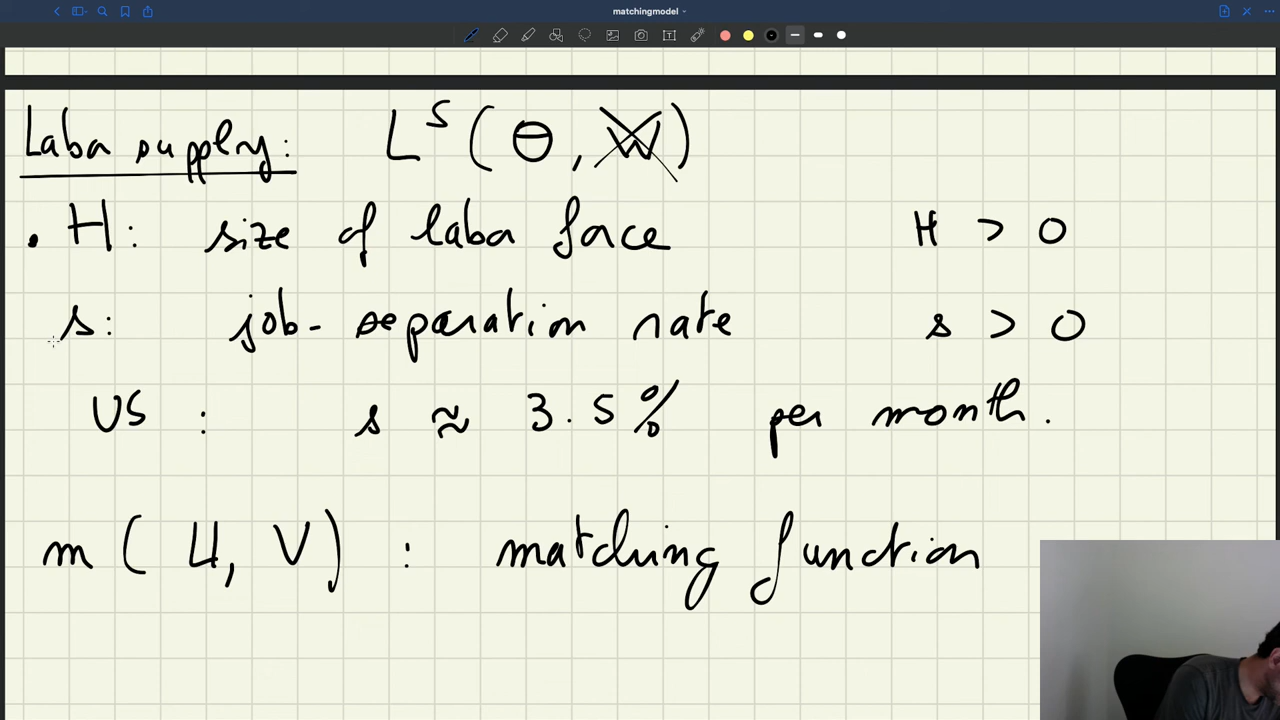 matchingmodel
Labor supply: L^S (θ, W)
• H: size of labor force H > 0
s: job-separation rate s > 0
US : s ≈ 3.5% per month.
m ( U, V ) : matching function